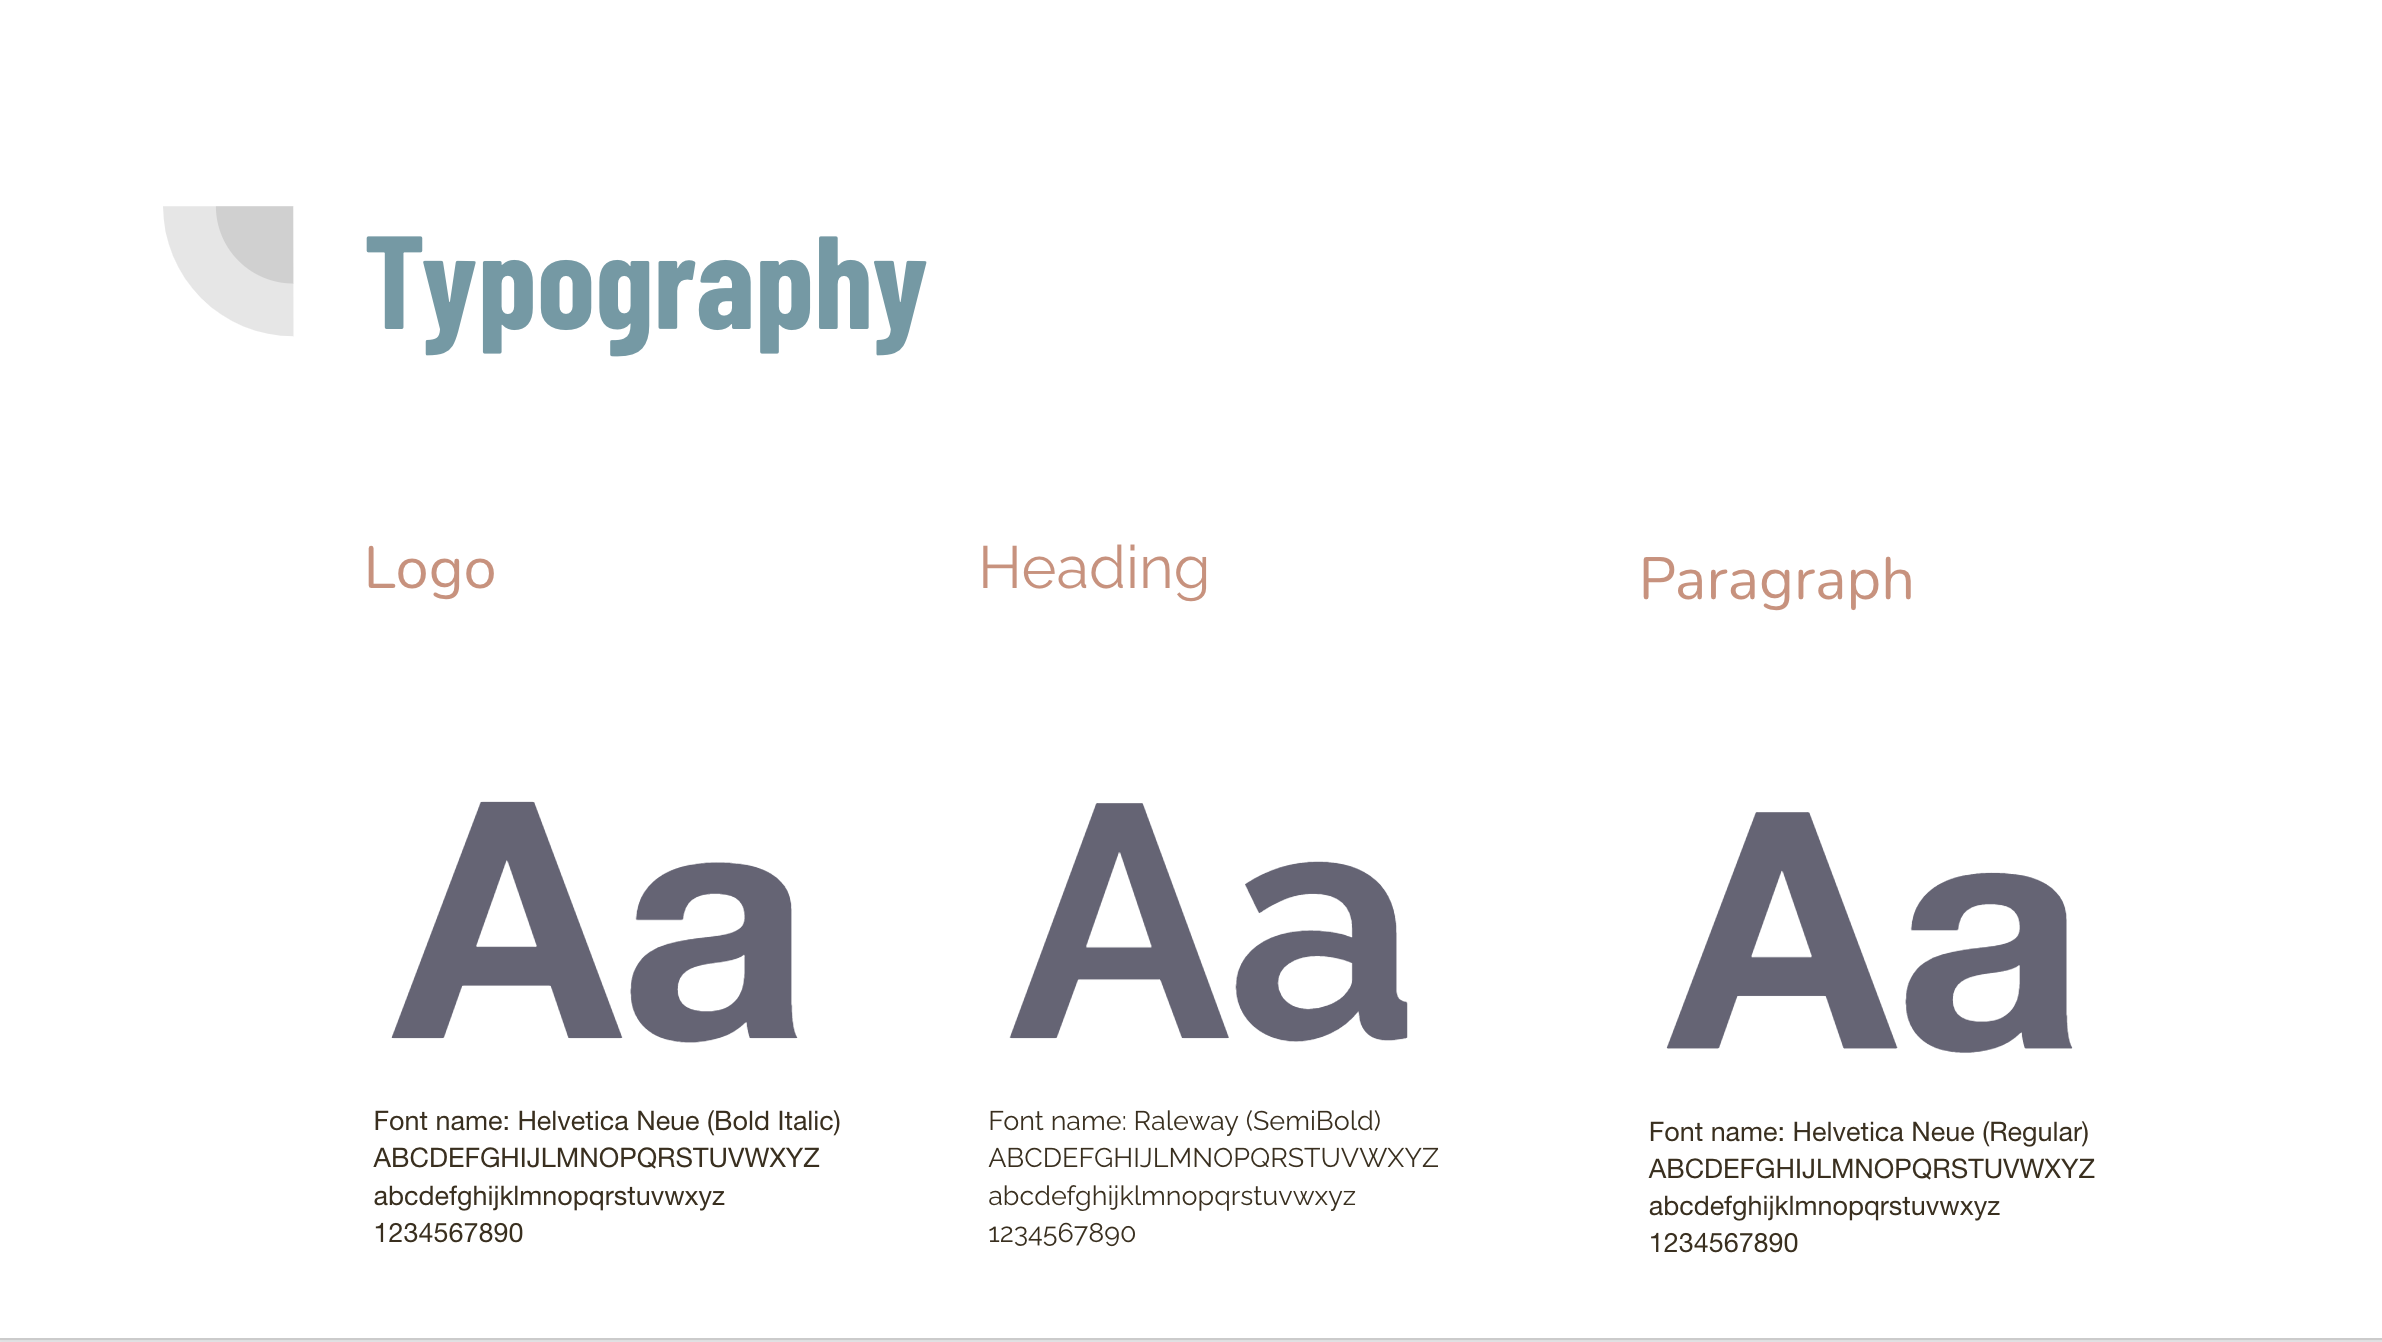 Typography
Logo
Heading
Paragraph
Aa
Aa
Aa
Font name: Helvetica Neue (Bold Italic)
ABCDEFGHIJLMNOPQRSTUVWXYZ
abcdefghijklmnopqrstuvwxyz
1234567890
Font name: Raleway (SemiBold)
ABCDEFGHIJLMNOPQRSTUVWXYZ
abcdefghijklmnopqrstuvwxyz
1234567890
Font name: Helvetica Neue (Regular)
ABCDEFGHIJLMNOPQRSTUVWXYZ
abcdefghijklmnopqrstuvwxyz
1234567890